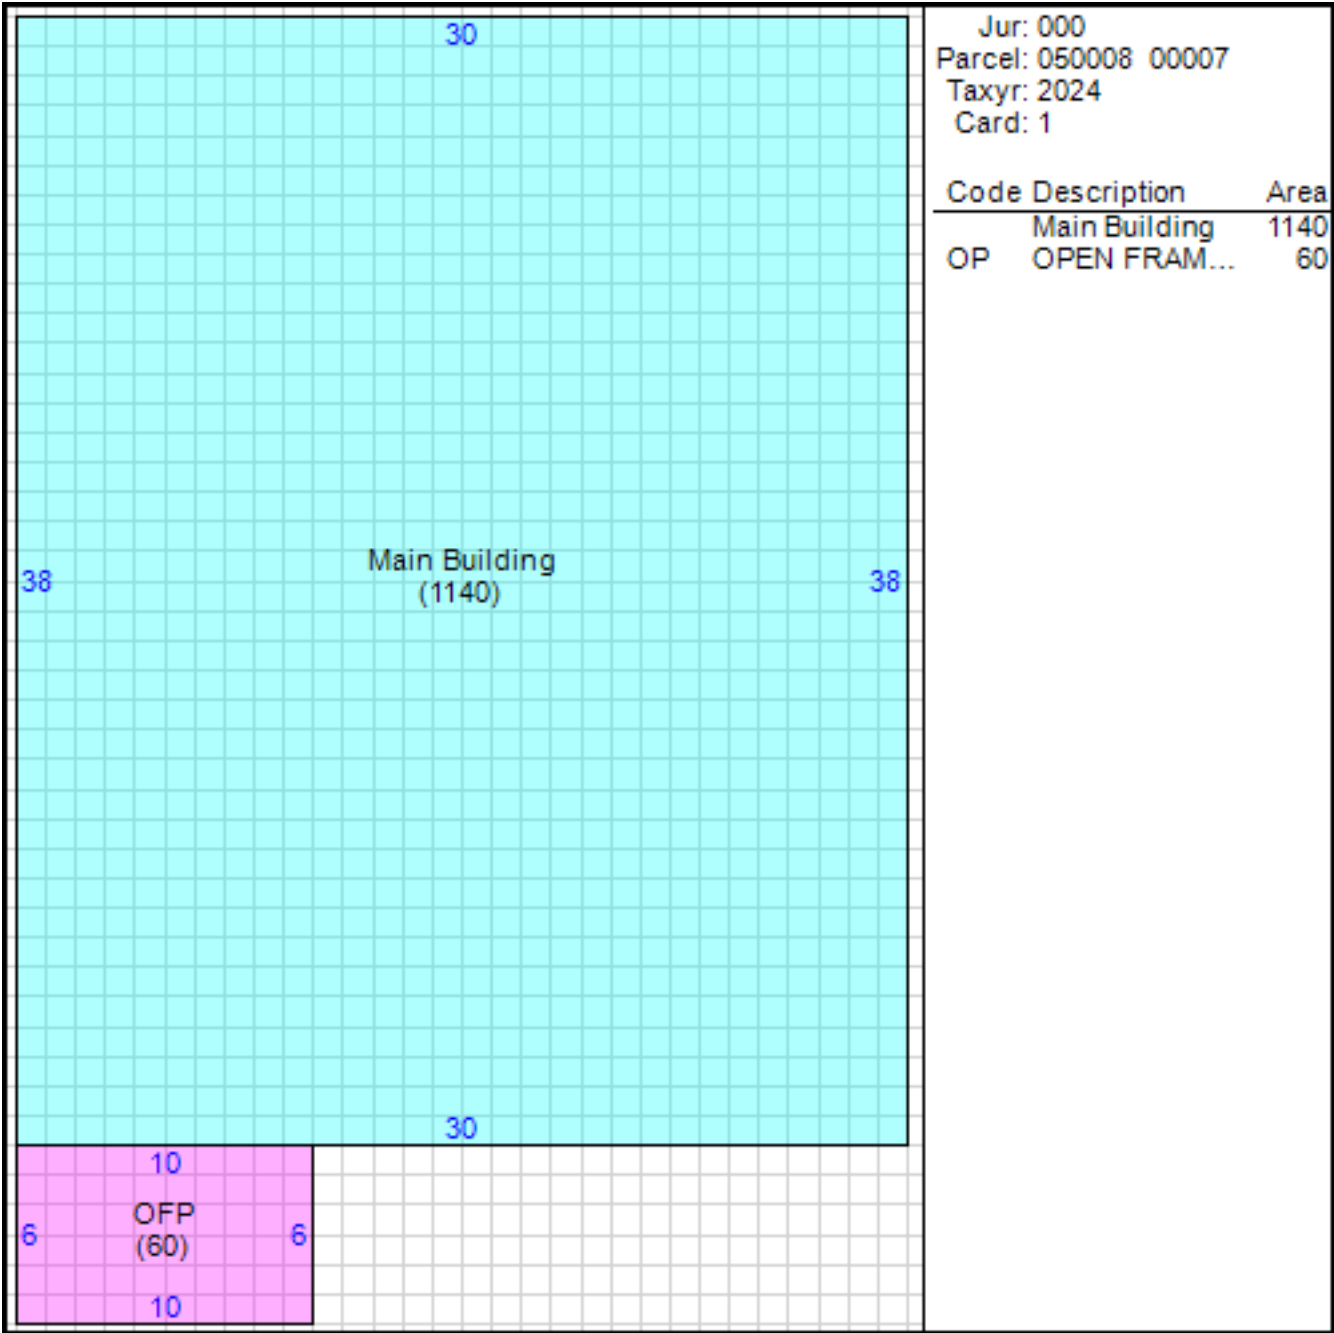 30
38
Main Building
(1140)
38
30
10
OFP
(60)
6
6
10
Jur: 000
Parcel: 050008 00007
Taxyr: 2024
Card: 1
Code Description Area
Main Building 1140
OP OPEN FRAM... 60